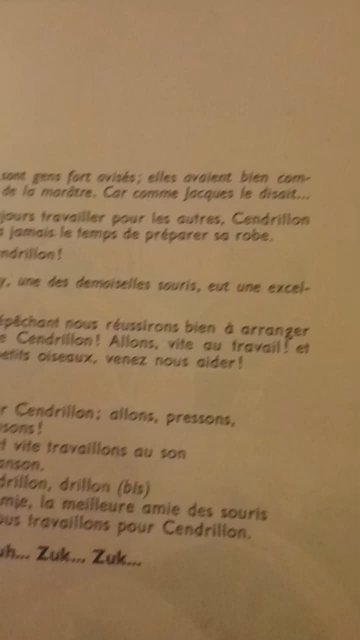 sont gens fort avisés; elles avaient bien com-
de la marâtre. Car comme Jacques le disait...
jours travailler pour les autres, Cendrillon
jamais le temps de préparer sa robe.
ndrillon!
y, une des demoiselles souris, eut une excel-
épêchant nous réussirons bien à arranger
e Cendrillon! Allons, vite au travail! et
etits oiseaux, venez nous aider!
r Cendrillon; allons, pressons,
sons!
t vite travaillons au son
anson.
drillon, drillon (bis)
mie, la meilleure amie des souris
ous travaillons pour Cendrillon.
uh... Zuk... Zuk...